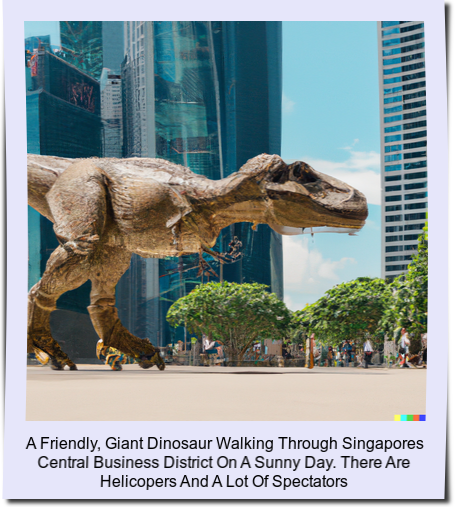 A Friendly, Giant Dinosaur Walking Through Singapores
Central Business District On A Sunny Day. There Are
Helicopers And A Lot Of Spectators